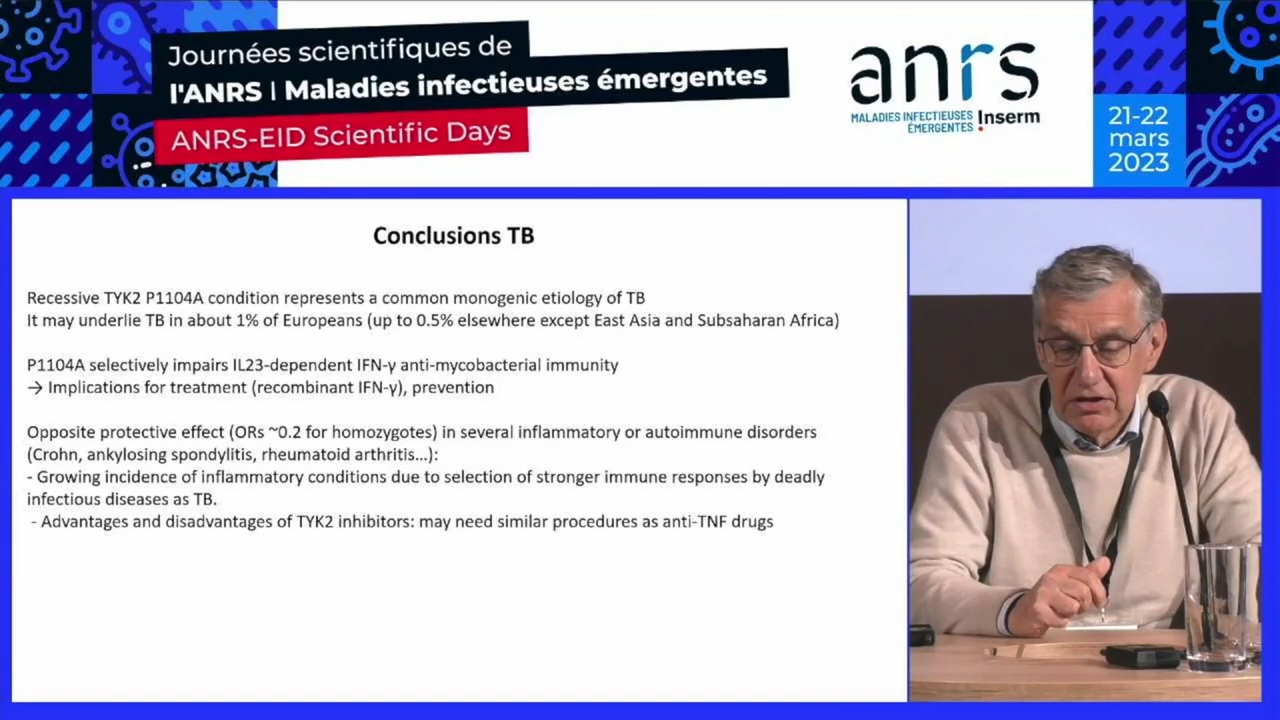 Journées scientifiques de
l'ANRS | Maladies infectieuses émergentes
ANRS-EID Scientific Days
anrs
MALADIES INFECTIEUSES
ÉMERGENTES
Inserm
21-22
mars
2023
Conclusions TB
Recessive TYK2 P1104A condition represents a common monogenic etiology of TB
It may underlie TB in about 1% of Europeans (up to 0.5% elsewhere except East Asia and Subsaharan Africa)
P1104A selectively impairs IL23-dependent IFN-γ anti-mycobacterial immunity
→ Implications for treatment (recombinant IFN-γ), prevention
Opposite protective effect (ORs ~0.2 for homozygotes) in several inflammatory or autoimmune disorders
(Crohn, ankylosing spondylitis, rheumatoid arthritis...):
- Growing incidence of inflammatory conditions due to selection of stronger immune responses by deadly
infectious diseases as TB.
- Advantages and disadvantages of TYK2 inhibitors: may need similar procedures as anti-TNF drugs